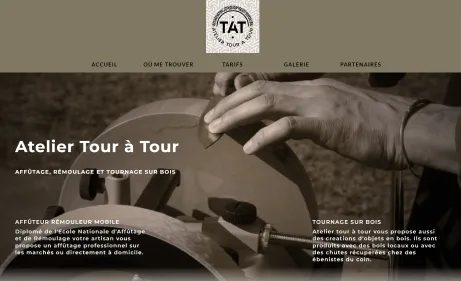 TAT
ATELIER TOUR A TOUR
ACCUEIL
OÙ ME TROUVER
TARIFS
GALERIE
PARTENAIRES
Atelier Tour à Tour
AFFÛTAGE, RÉMOULAGE ET TOURNAGE SUR BOIS
AFFÛTEUR RÉMOULEUR MOBILE
Diplomé de l'Ecole Nationale d'Affûtage
et de Rémoulage votre artisan vous
propose un affûtage professionnel sur
les marchés ou directement à domicile.
TOURNAGE SUR BOIS
Atelier tour à tour vous propose aussi
des creations d'objets en bois. Ils sont
produits avec des bois locaux ou avec
des chutes récupérées chez des
ébenistes du coin.